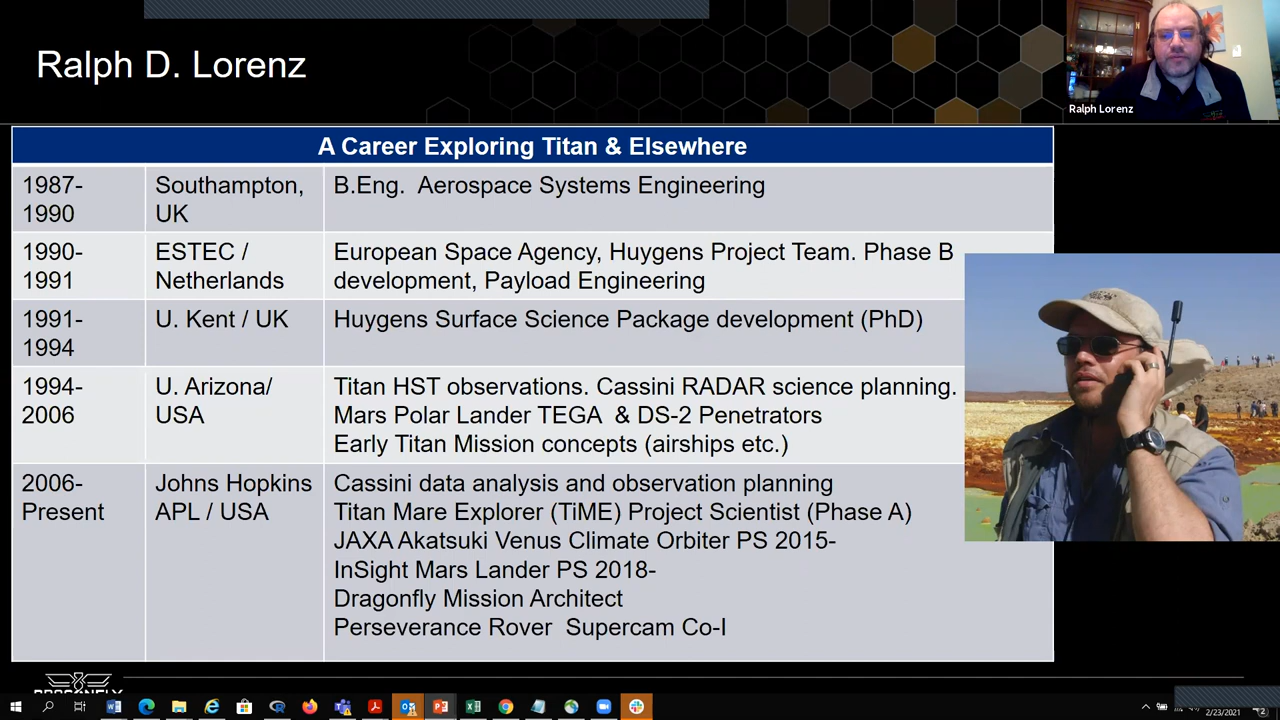 Ralph D. Lorenz
Ralph Lorenz
A Career Exploring Titan & Elsewhere
1987-
1990
Southampton,
UK
B.Eng. Aerospace Systems Engineering
1990-
1991
ESTEC /
Netherlands
European Space Agency, Huygens Project Team. Phase B
development, Payload Engineering
1991-
1994
U. Kent / UK
Huygens Surface Science Package development (PhD)
1994-
2006
U. Arizona/
USA
Titan HST observations. Cassini RADAR science planning.
Mars Polar Lander TEGA & DS-2 Penetrators
Early Titan Mission concepts (airships etc.)
2006-
Present
Johns Hopkins
APL / USA
Cassini data analysis and observation planning
Titan Mare Explorer (TiME) Project Scientist (Phase A)
JAXA Akatsuki Venus Climate Orbiter PS 2015-
InSight Mars Lander PS 2018-
Dragonfly Mission Architect
Perseverance Rover Supercam Co-I
DRAGONFLY
2/23/2021